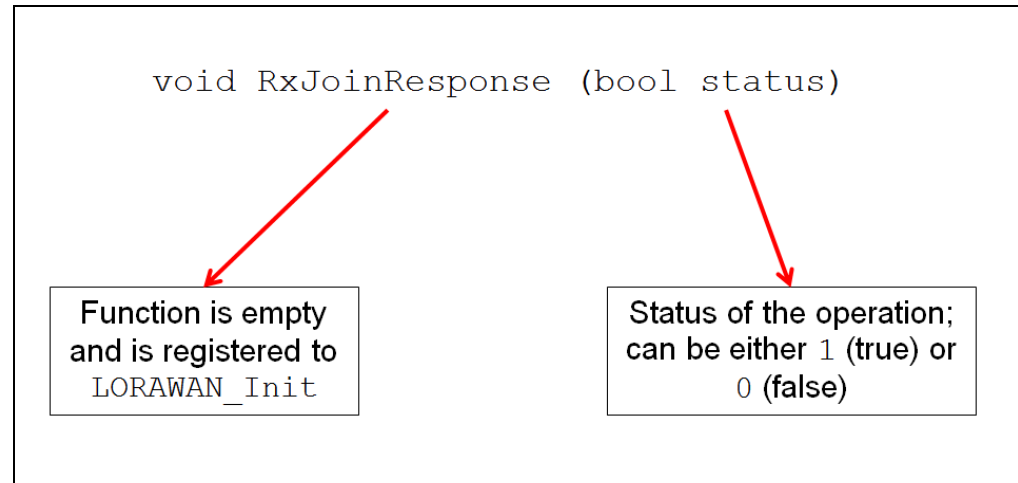 void RxJoinResponse (bool status)
Function is empty
and is registered to
LORAWAN_Init
Status of the operation;
can be either 1 (true) or
0 (false)